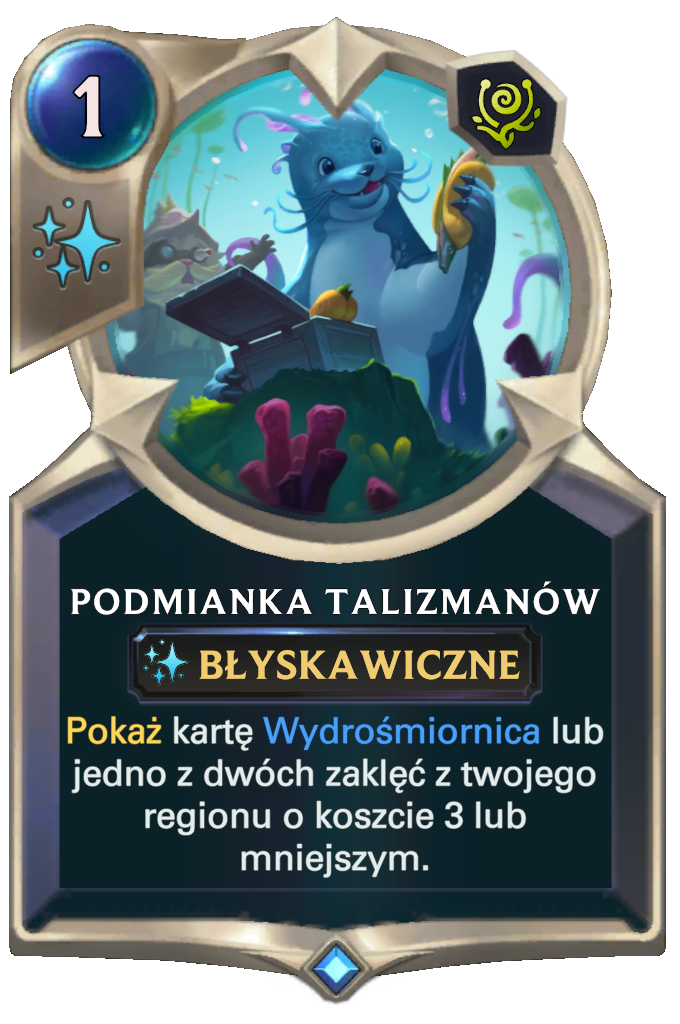 1
PODMIANKA TALIZMANÓW
BŁYSKAWICZNE
Pokaż kartę Wydrośmiornica lub
jedno z dwóch zaklęć z twojego
regionu o koszcie 3 lub
mniejszym.